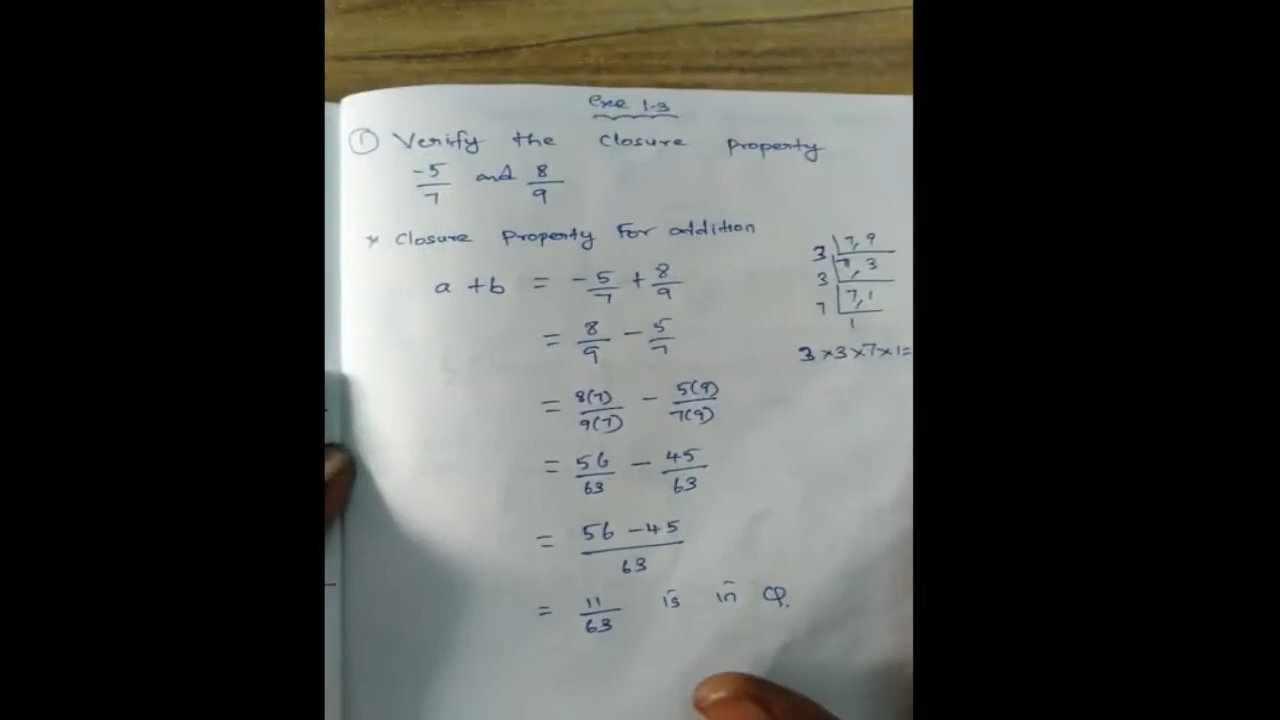 Exe 1.3
① Verify the closure property
-5/7 and 8/9
* Closure Property For addition
a + b = -5/7 + 8/9
= 8/9 - 5/7
= 8(7)/9(7) - 5(9)/7(9)
= 56/63 - 45/63
= 56 - 45/63
= 11/63 is in Q.
3 | 7, 9
3 | 7, 3
7 | 7, 1
1
3 × 3 × 7 × 1 =